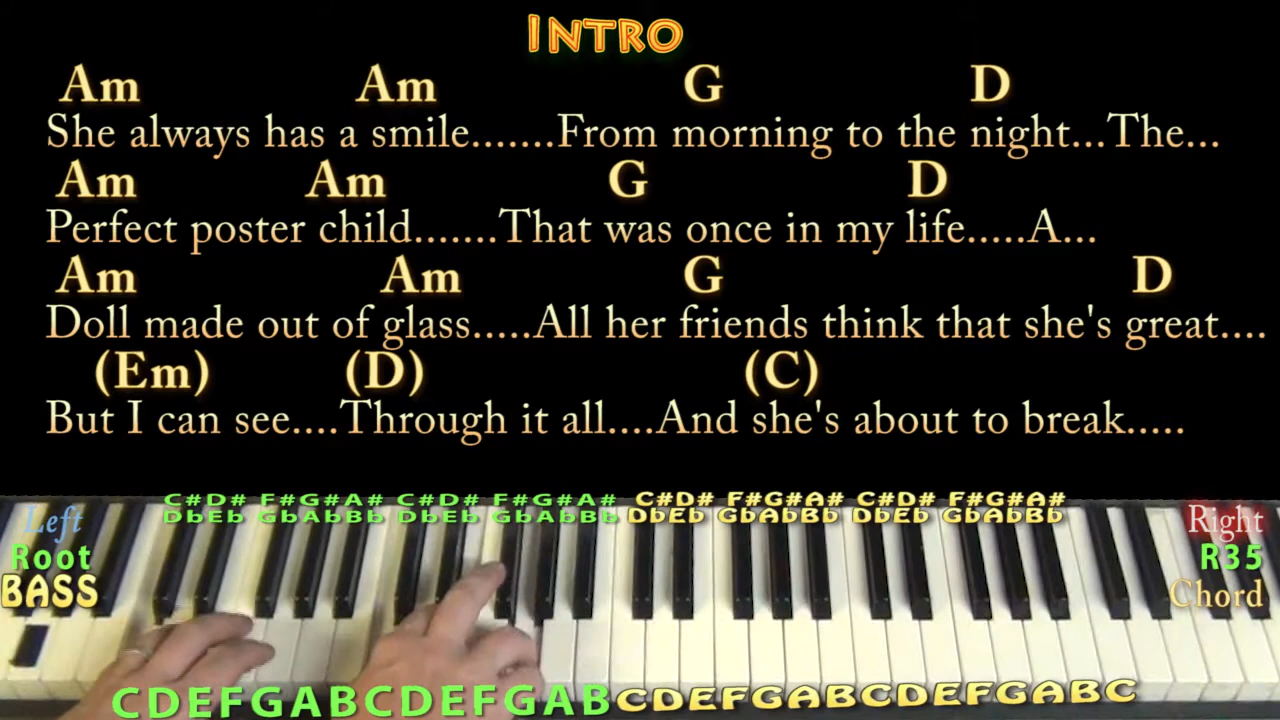 INTRO
Am Am G D
She always has a smile.......From morning to the night...The...
Am Am G D
Perfect poster child.......That was once in my life.....A...
Am Am G D
Doll made out of glass.....All her friends think that she's great....
(Em) (D) (C)
But I can see....Through it all....And she's about to break.....
C#D# F#G#A# C#D# F#G#A# C#D# F#G#A# C#D# F#G#A#
DbEb GbAbBb DbEb GbAbBb DbEb GbAbBb DbEb GbAbBb
Left
Root
BASS
Right
R35
Chord
CDEFGABCDEFGABCDEFGABCDEFGABC